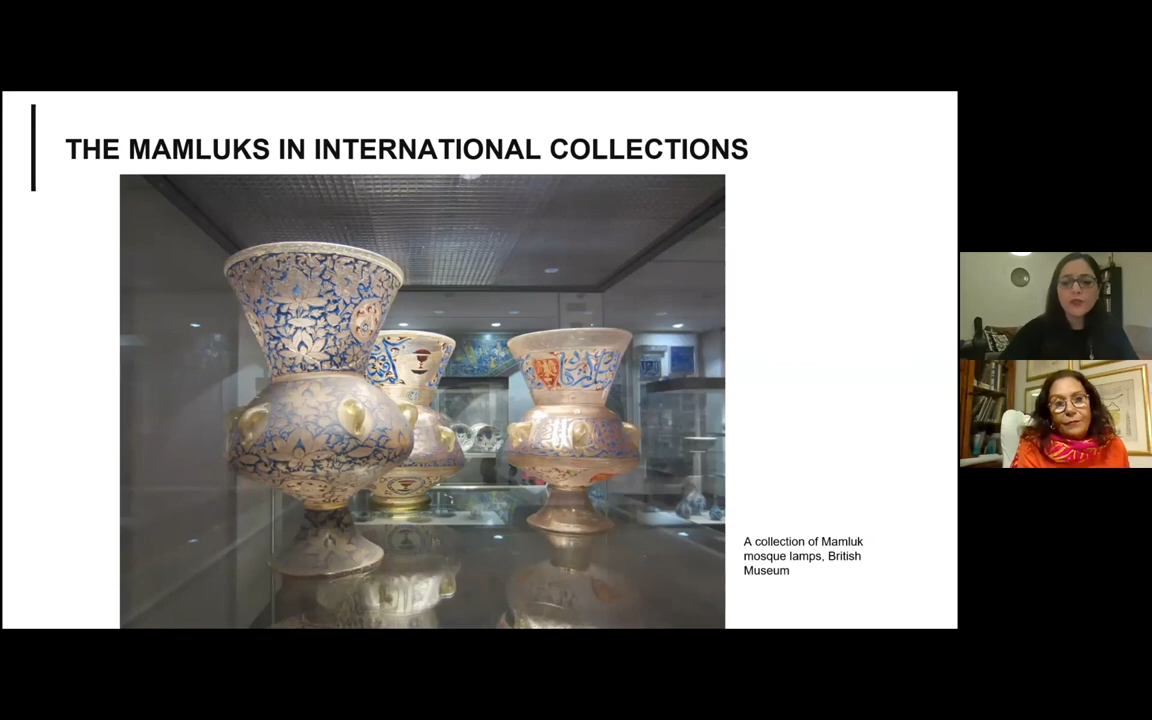 THE MAMLUKS IN INTERNATIONAL COLLECTIONS
A collection of Mamluk
mosque lamps, British
Museum